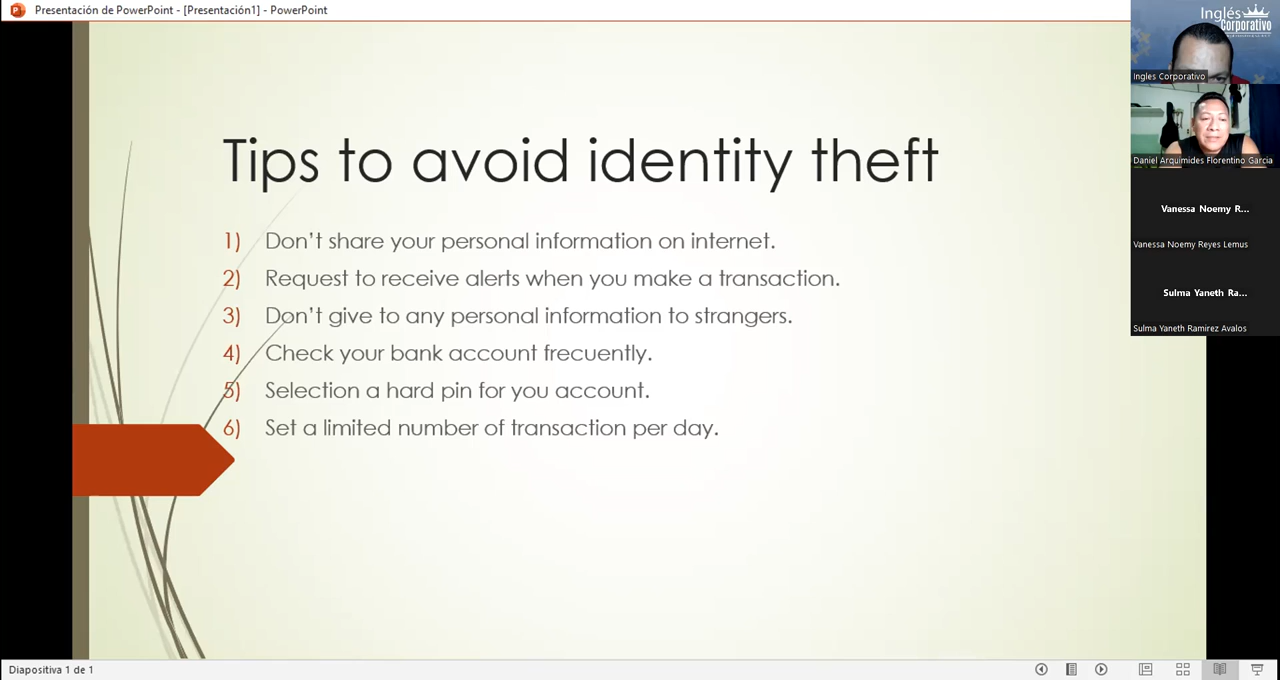 Presentación de PowerPoint - [Presentación1] - PowerPoint
Tips to avoid identity theft
1) Don’t share your personal information on internet.
2) Request to receive alerts when you make a transaction.
3) Don’t give to any personal information to strangers.
4) Check your bank account frecuently.
5) Selection a hard pin for you account.
6) Set a limited number of transaction per day.
Inglés
Corporativo
Ingles Corporativo
Daniel Arquimides Florentino Garcia
Vanessa Noemy R...
Vanessa Noemy Reyes Lemus
Sulma Yaneth Ra...
Sulma Yaneth Ramirez Avalos
Diapositiva 1 de 1